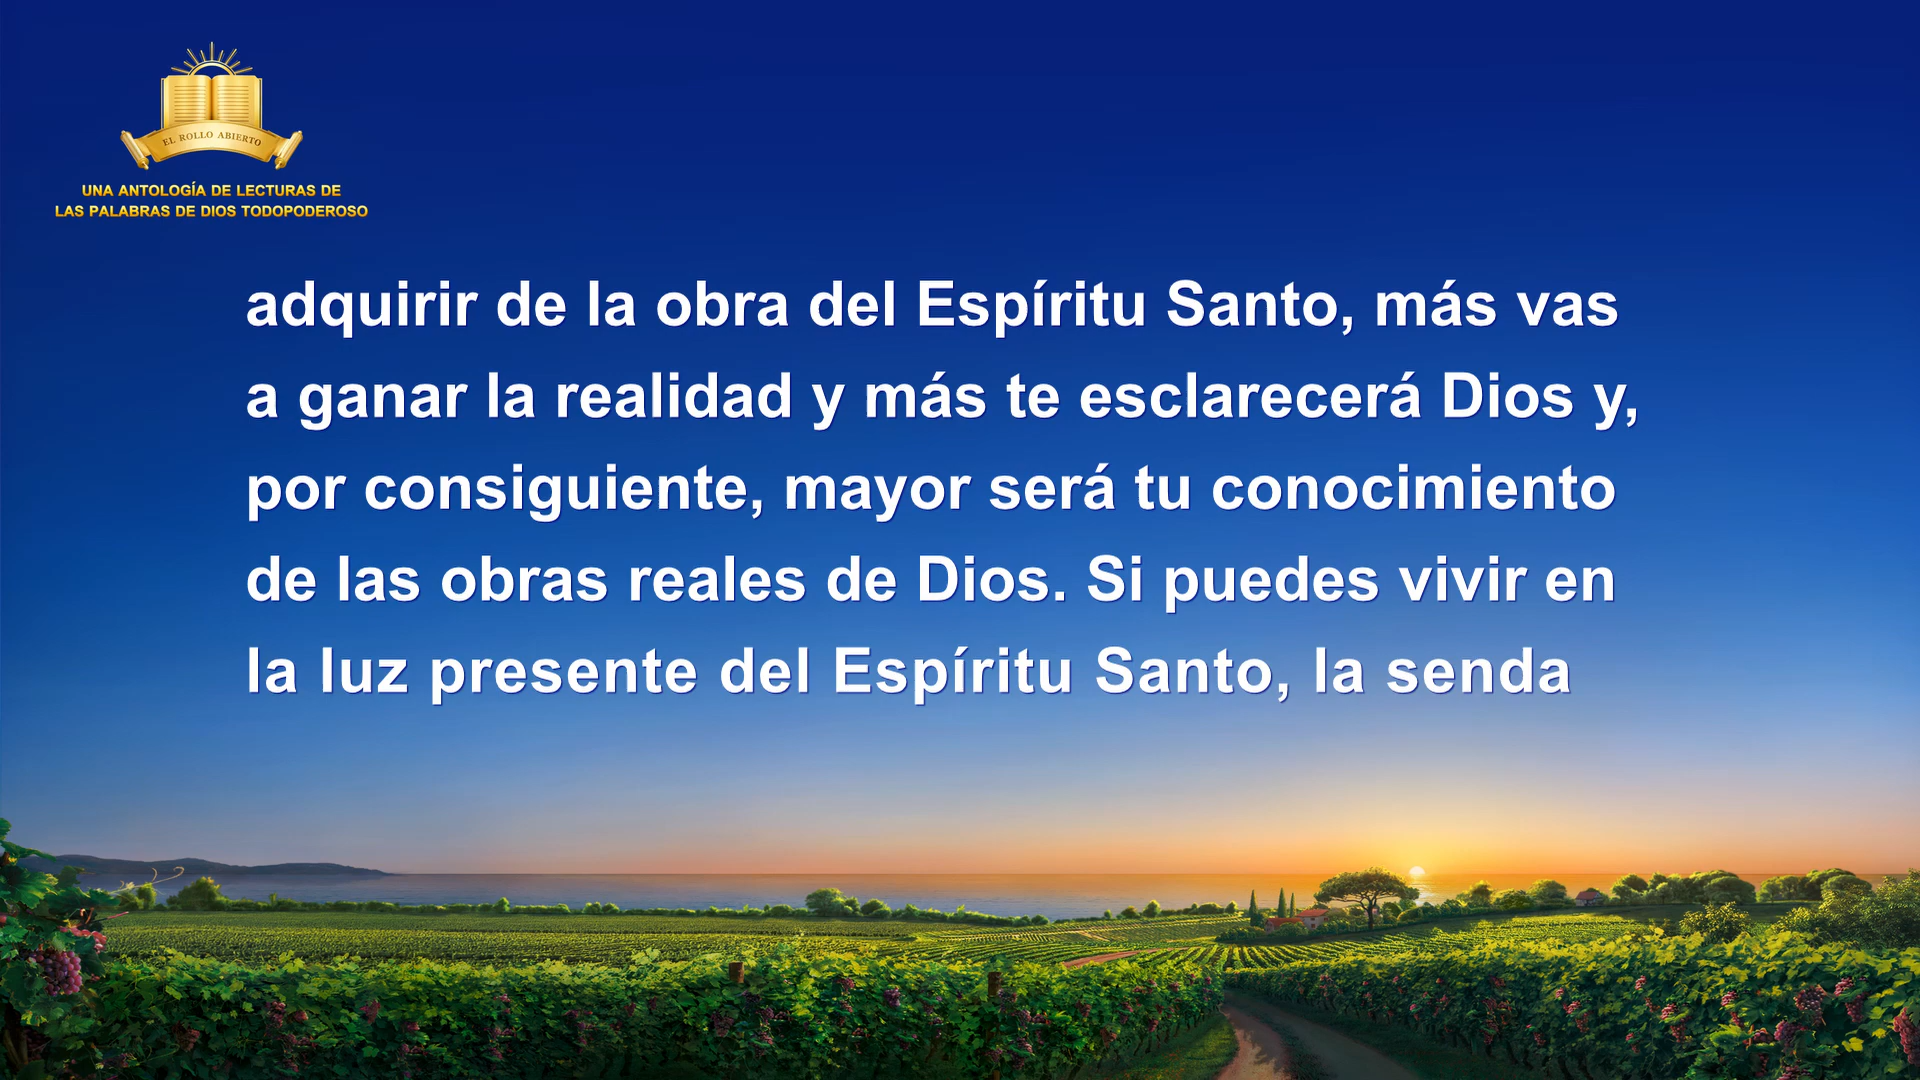 EL ROLLO ABIERTO
UNA ANTOLOGÍA DE LECTURAS DE
LAS PALABRAS DE DIOS TODOPODEROSO
adquirir de la obra del Espíritu Santo, más vas
a ganar la realidad y más te esclarecerá Dios y,
por consiguiente, mayor será tu conocimiento
de las obras reales de Dios. Si puedes vivir en
la luz presente del Espíritu Santo, la senda